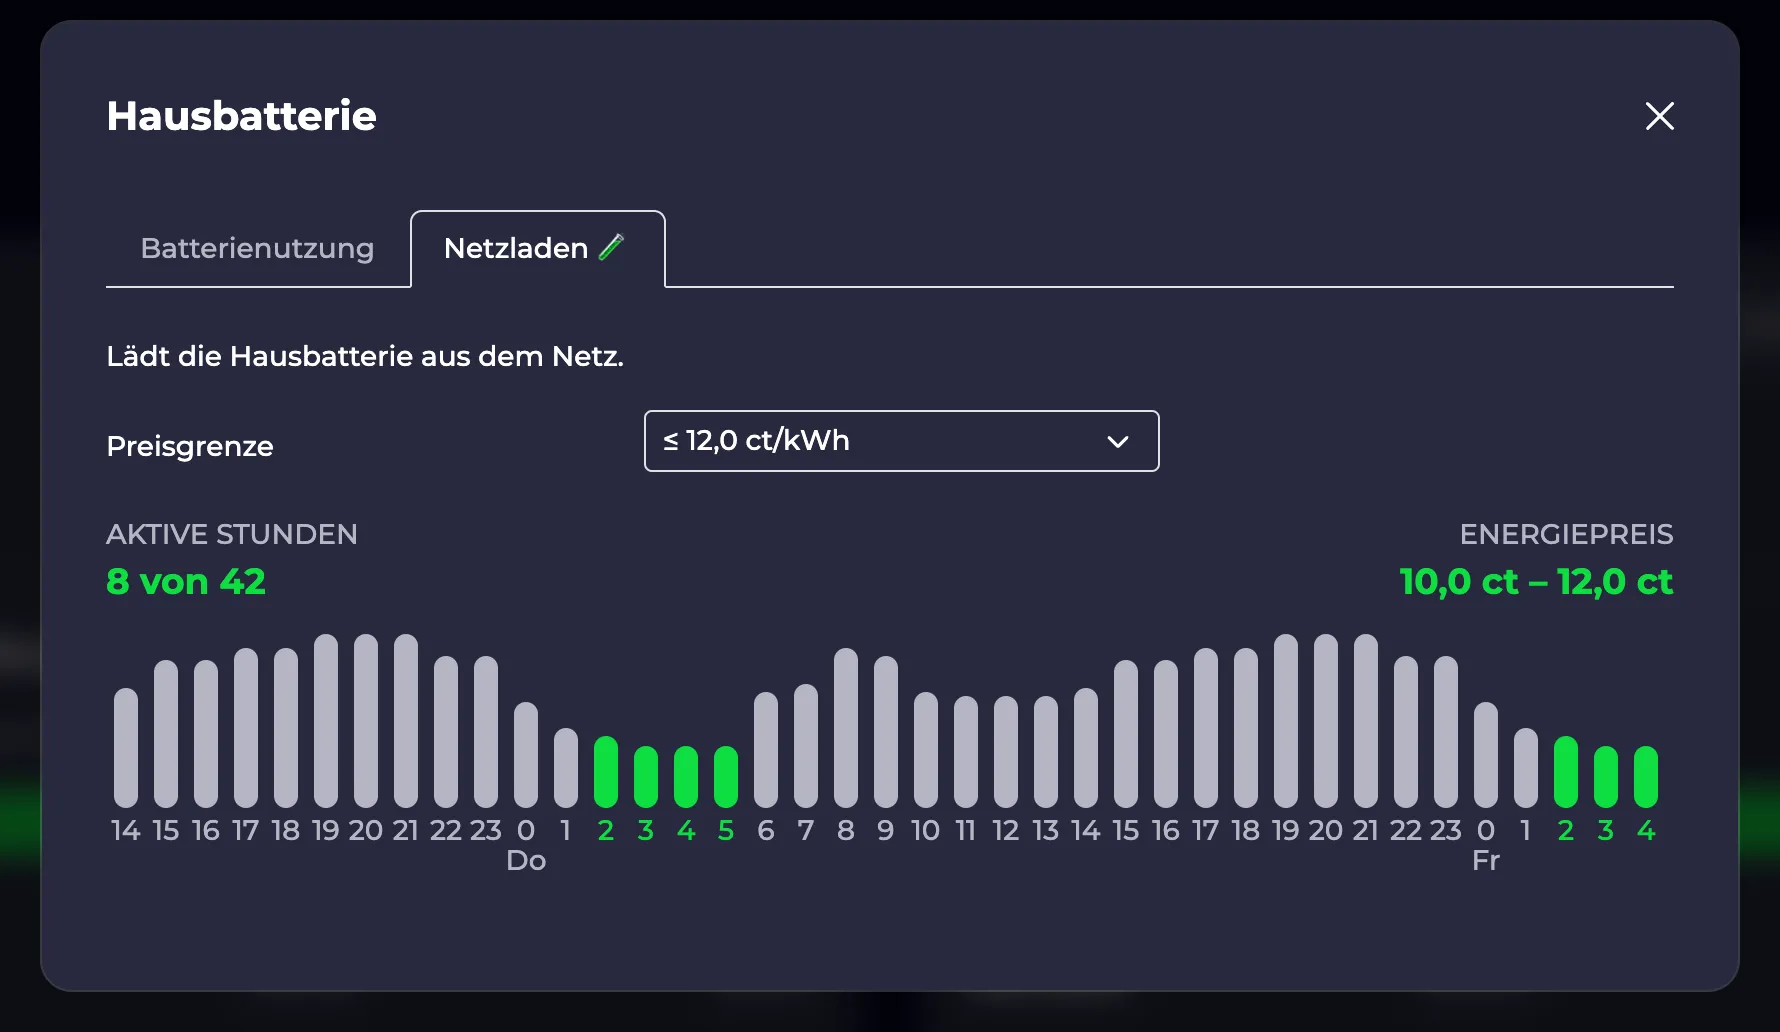 Hausbatterie
Batterienutzung
Netzladen
Lädt die Hausbatterie aus dem Netz.
Preisgrenze
≤ 12,0 ct/kWh
AKTIVE STUNDEN
ENERGIEPREIS
8 von 42
10,0 ct – 12,0 ct
14 15 16 17 18 19 20 21 22 23 0 1 2 3 4 5 6 7 8 9 10 11 12 13 14 15 16 17 18 19 20 21 22 23 0 1 2 3 4
Do Fr